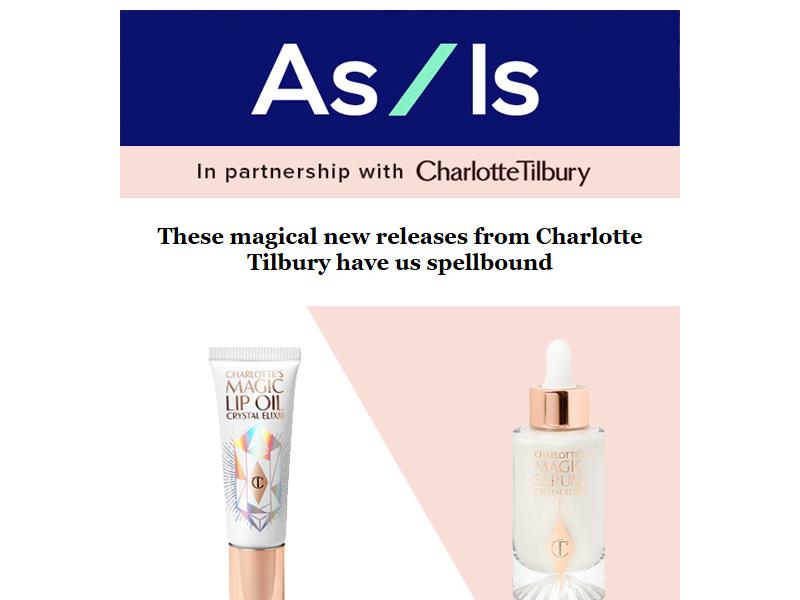 As/Is
In partnership with CharlotteTilbury
These magical new releases from Charlotte
Tilbury have us spellbound
CHARLOTTE'S
MAGIC
LIP OIL
CRYSTAL ELIXIR
CT
CHARLOTTE'S
MAGIC
SERUM
CRYSTAL ELIXIR
CT